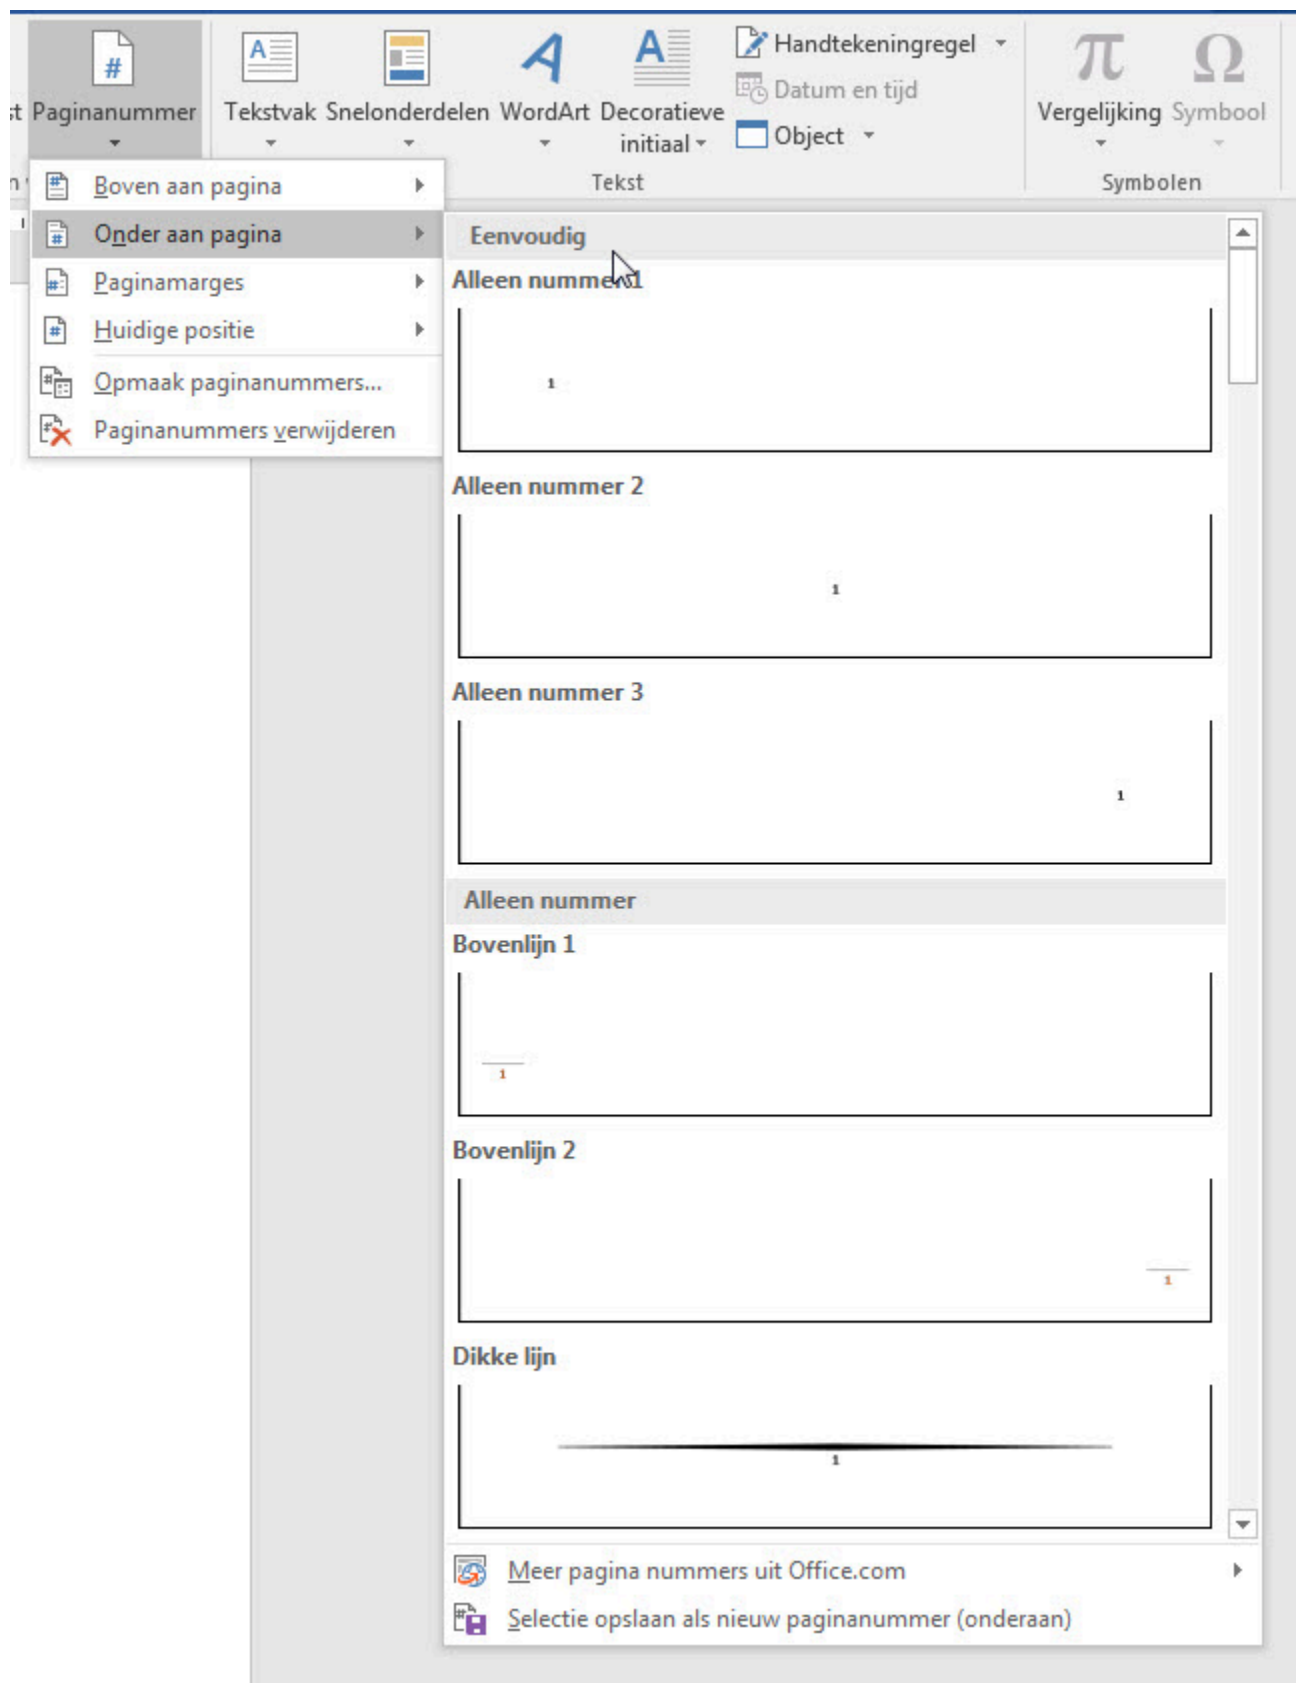 st Paginanummer
Tekstvak
Snelonderdelen
WordArt
Decoratieve
initiaal
Handtekeningregel
Datum en tijd
Object
Vergelijking
Symbool
Tekst
Symbolen
Boven aan pagina
Onder aan pagina
Paginamarges
Huidige positie
Opmaak paginanummers...
Paginanummers verwijderen
Eenvoudig
Alleen nummer 1
1
Alleen nummer 2
1
Alleen nummer 3
1
Alleen nummer
Bovenlijn 1
1
Bovenlijn 2
1
Dikke lijn
1
Meer pagina nummers uit Office.com
Selectie opslaan als nieuw paginanummer (onderaan)